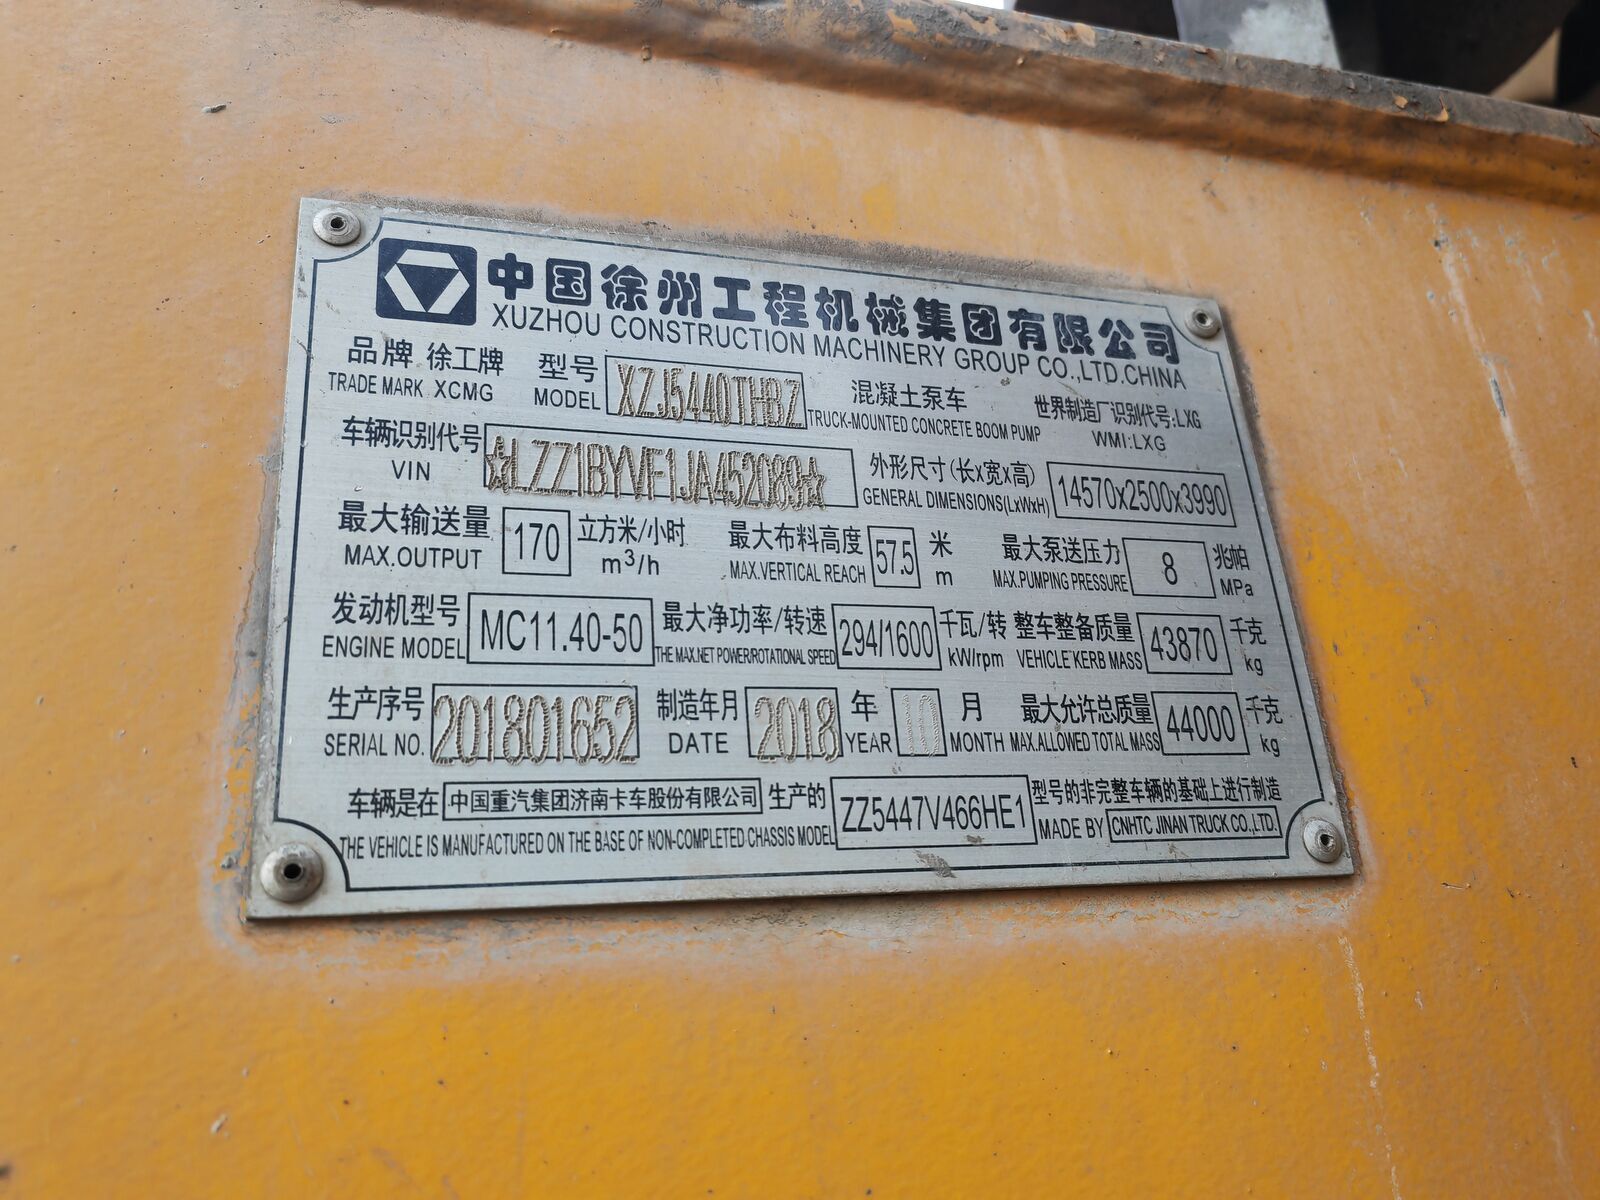 中国徐州工程机械集团有限公司
XUZHOU CONSTRUCTION MACHINERY GROUP CO.,LTD.CHINA
品牌 徐工牌 型号 XZJ5440THBZ 混凝土泵车 世界制造厂识别代号:LXG
TRADE MARK XCMG MODEL TRUCK-MOUNTED CONCRETE BOOM PUMP WMI:LXG
车辆识别代号 ☆LZZ1BYVF1JA452089☆ 外形尺寸(长x宽x高) 14570x2500x3990
VIN GENERAL DIMENSIONS(LxWxH)
最大输送量 170 立方米/小时 最大布料高度 57.5 米 最大泵送压力 8 兆帕
MAX.OUTPUT m³/h MAX.VERTICAL REACH m MAX.PUMPING PRESSURE MPa
发动机型号 MC11.40-50 最大净功率/转速 294/1600 千瓦/转 整车整备质量 43870 千克
ENGINE MODEL THE MAX.NET POWER/ROTATIONAL SPEED kW/rpm VEHICLE KERB MASS kg
生产序号 201801652 制造年月 2018 年 10 月 最大允许总质量 44000 千克
SERIAL NO. DATE YEAR MONTH MAX.ALLOWED TOTAL MASS kg
车辆是在 中国重汽集团济南卡车股份有限公司 生产的 ZZ5447V466HE1 型号的非完整车辆的基础上进行制造
THE VEHICLE IS MANUFACTURED ON THE BASE OF NON-COMPLETED CHASSIS MODEL MADE BY CNHTC JINAN TRUCK CO.,LTD.